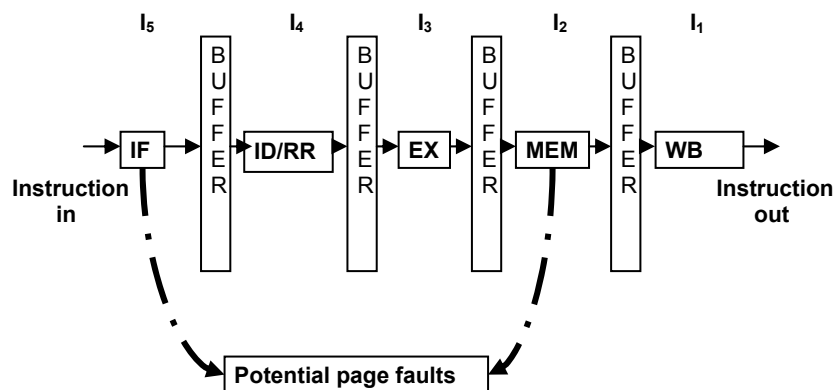 I₅ I₄ I₃ I₂ I₁
BUFFER
BUFFER
BUFFER
BUFFER
IF
ID/RR
EX
MEM
WB
Instruction
in
Instruction
out
Potential page faults